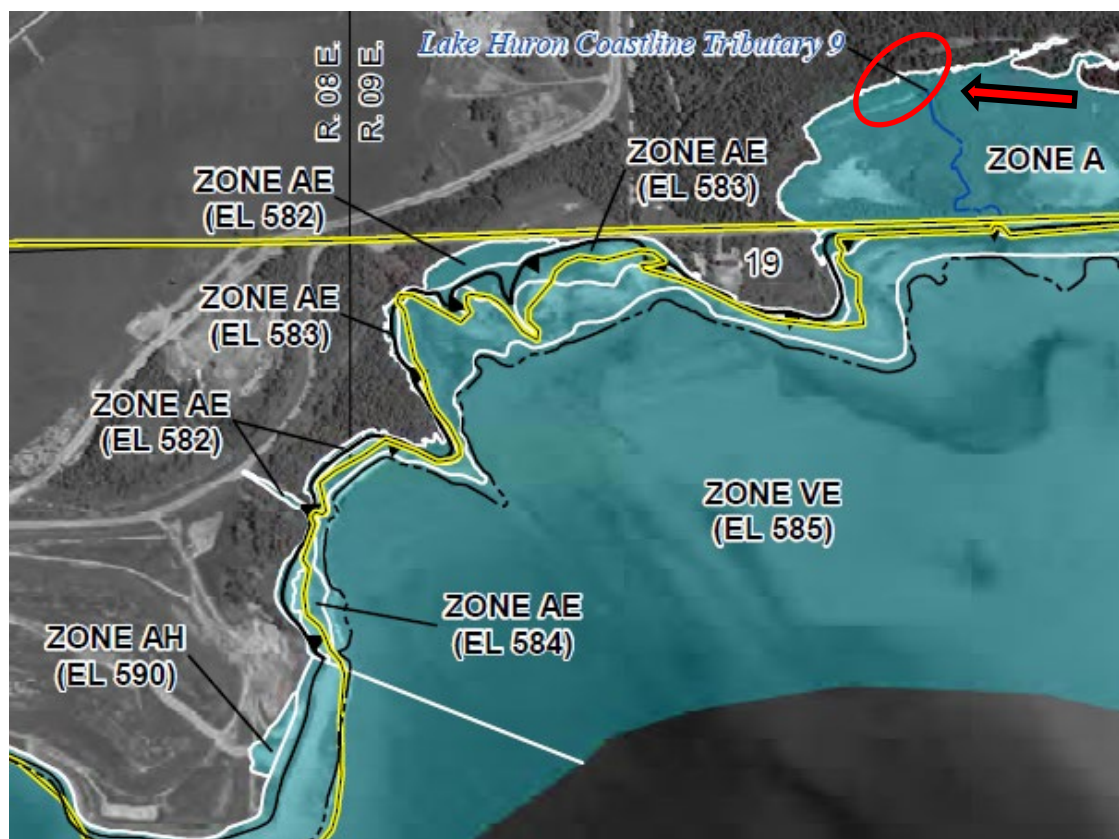 Lake Huron Coastline Tributary 9
R. 08 E.
R. 09 E.
ZONE AE
(EL 583)
ZONE A
ZONE AE
(EL 582)
19
ZONE AE
(EL 583)
ZONE AE
(EL 582)
ZONE VE
(EL 585)
ZONE AE
(EL 584)
ZONE AH
(EL 590)